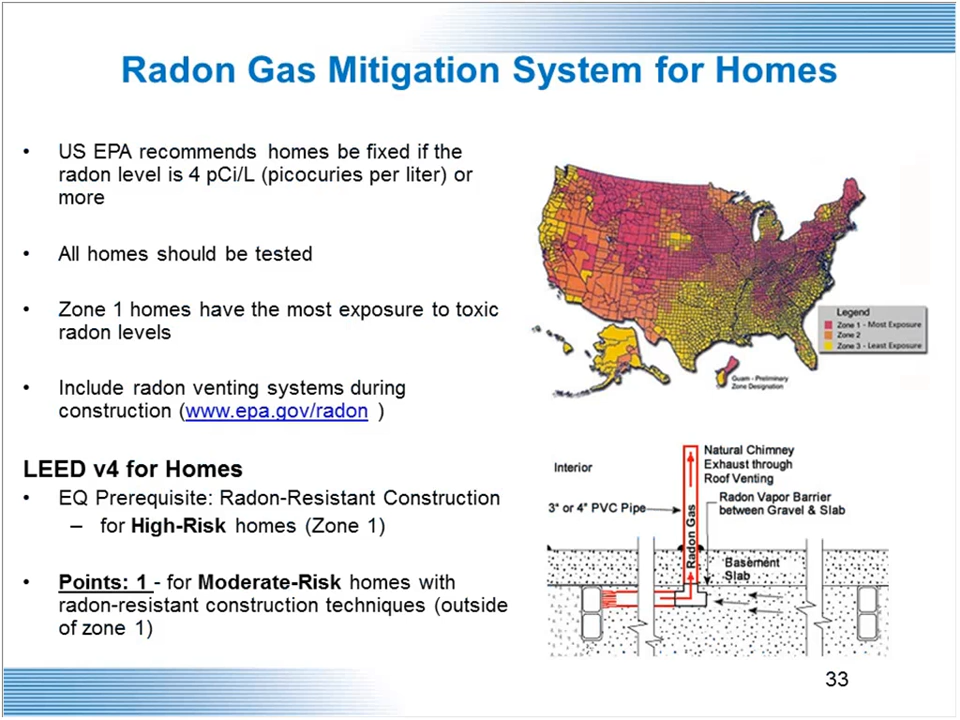 Radon Gas Mitigation System for Homes
• US EPA recommends homes be fixed if the
radon level is 4 pCi/L (picocuries per liter) or
more
• All homes should be tested
• Zone 1 homes have the most exposure to toxic
radon levels
• Include radon venting systems during
construction (www.epa.gov/radon )
LEED v4 for Homes
• EQ Prerequisite: Radon-Resistant Construction
– for High-Risk homes (Zone 1)
• Points: 1 - for Moderate-Risk homes with
radon-resistant construction techniques (outside
of zone 1)
Legend
Zone 1 - Most Exposure
Zone 2
Zone 3 - Least Exposure
Guam - Preliminary
Zone Designation
Interior
3" or 4" PVC Pipe
Natural Chimney
Exhaust through
Roof Venting
Radon Vapor Barrier
between Gravel & Slab
Radon Gas
Basement
Slab
33